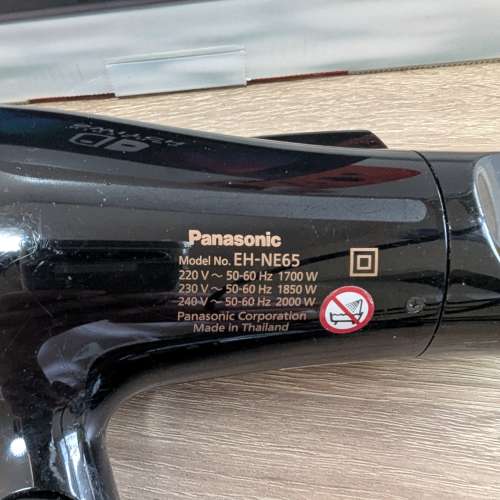 Panasonic
Model No. EH-NE65
220 V ~ 50-60 Hz 1700 W
230 V ~ 50-60 Hz 1850 W
240 V ~ 50-60 Hz 2000 W
Panasonic Corporation
Made in Thailand